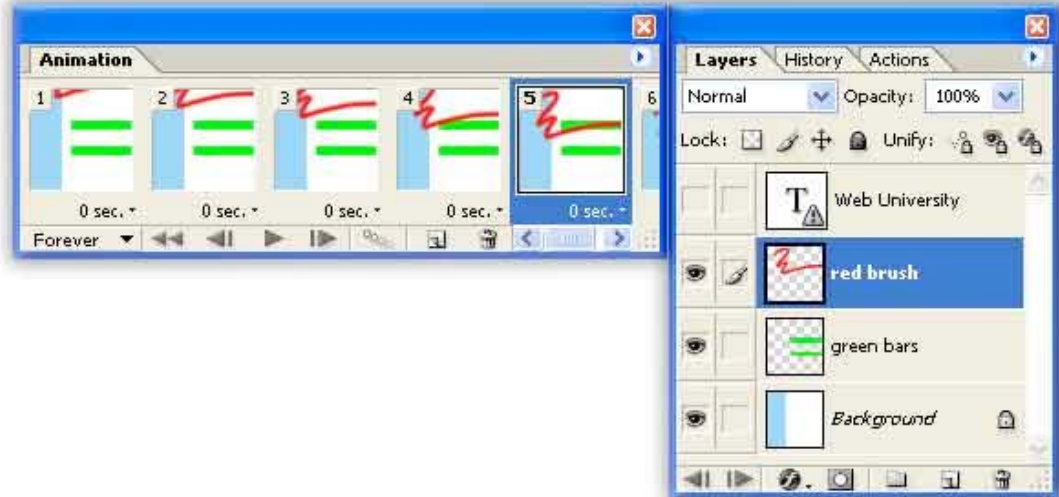 Animation
1 2 3 4 5 6
0 sec. 0 sec. 0 sec. 0 sec. 0 sec.
Forever
Layers History Actions
Normal Opacity: 100%
Lock: Unify:
T Web University
red brush
green bars
Background